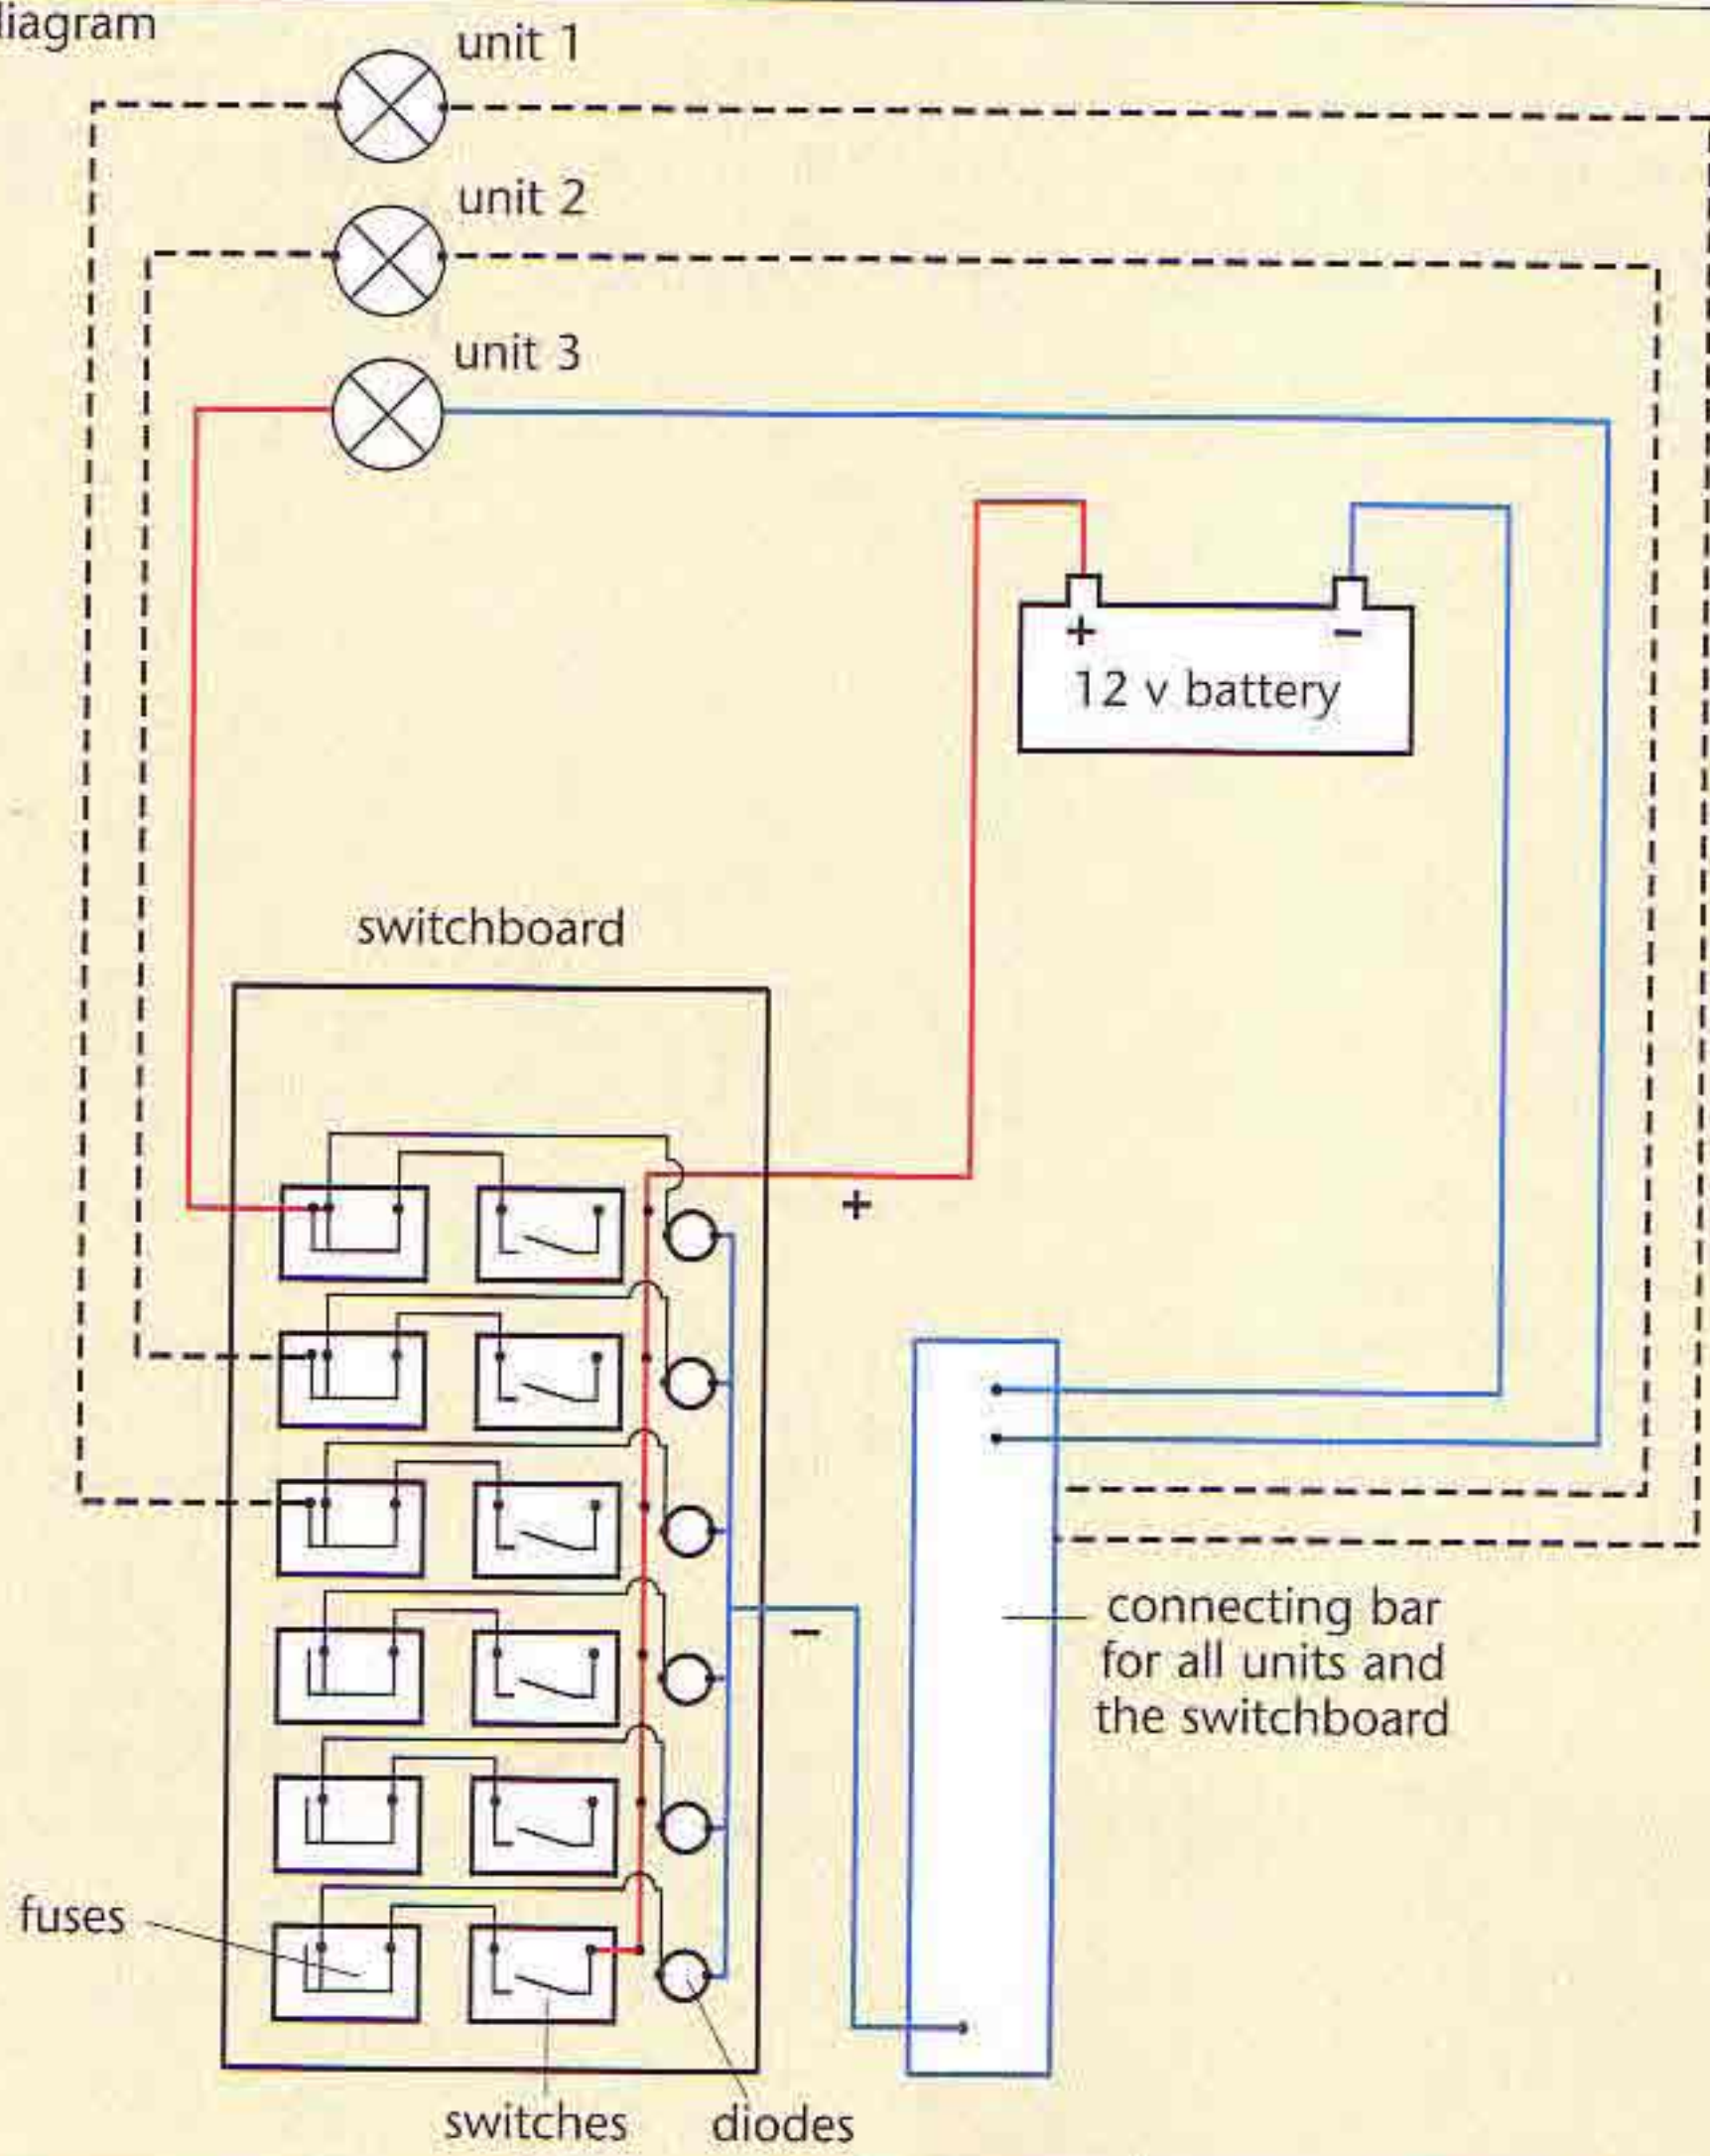 unit 1
unit 2
unit 3
+ −
12 v battery
switchboard
+
−
connecting bar
for all units and
the switchboard
fuses
switches
diodes